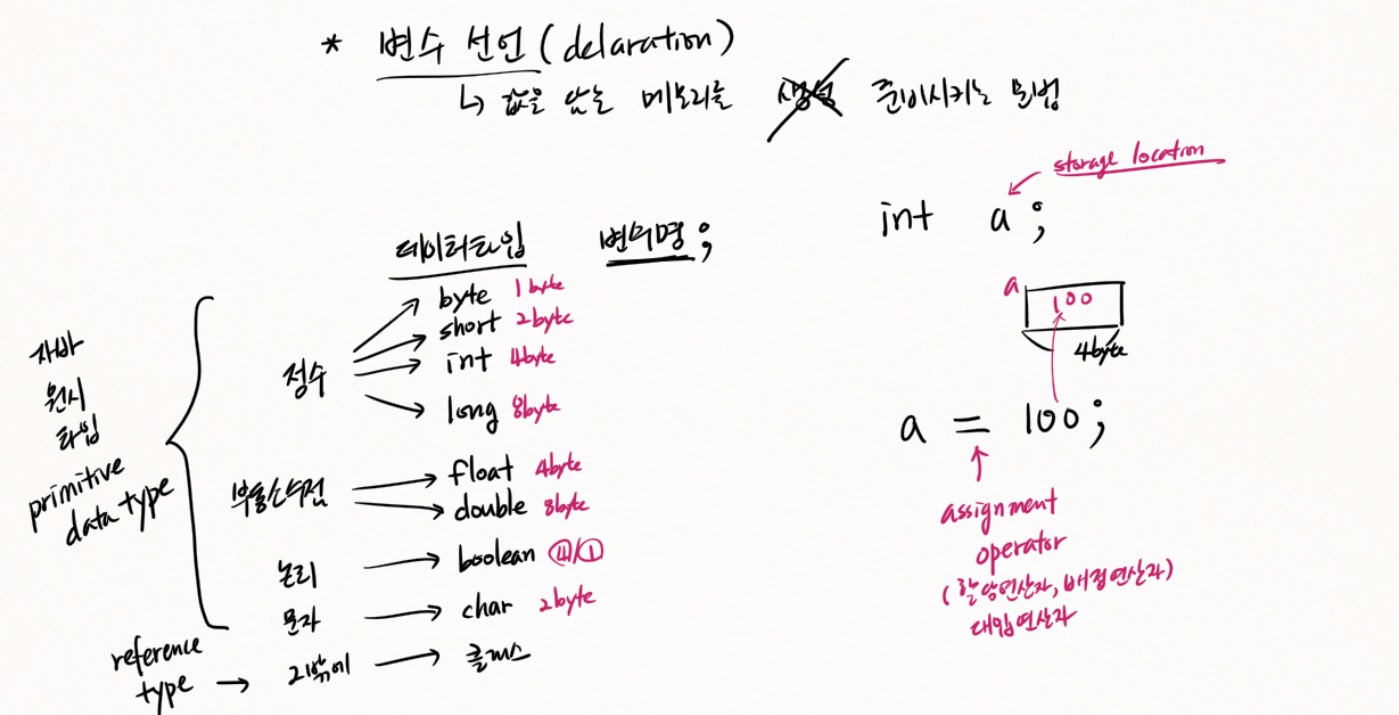 * 변수 선언 (delaration)
↳ 값을 담는 메모리를 준비시키는 문법
storage location
int a;
데이터타입 변수명;
a 100
4byte
자바
원시
타입
primitive
data type
정수
byte 1byte
short 2byte
int 4byte
long 8byte
부동소수점
float 4byte
double 8byte
논리
boolean 4/1
문자
char 2byte
reference
type → 그밖에 → 클래스
a = 100;
assignment
operator
(할당연산자, 배정연산자)
대입연산자